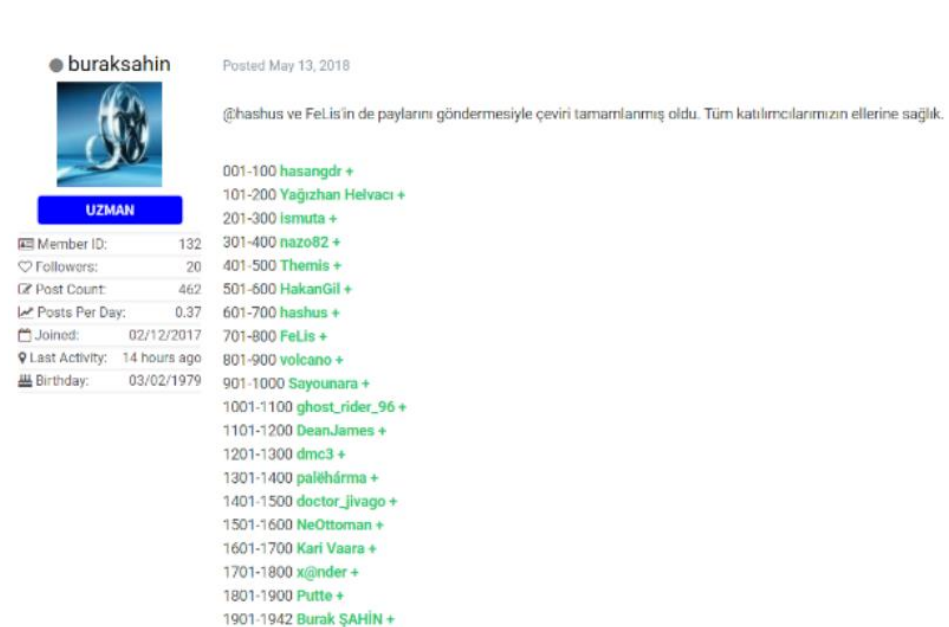 buraksahin
UZMAN
Member ID: 132
Followers: 20
Post Count: 462
Posts Per Day: 0.37
Joined: 02/12/2017
Last Activity: 14 hours ago
Birthday: 03/02/1979
Posted May 13, 2018
@hashus ve FeLis'in de paylarını göndermesiyle çeviri tamamlanmış oldu. Tüm katılımcılarımızın ellerine sağlık.
001-100 hasangdr +
101-200 Yağızhan Helvacı +
201-300 ismuta +
301-400 nazo82 +
401-500 Themis +
501-600 HakanGil +
601-700 hashus +
701-800 FeLis +
801-900 volcano +
901-1000 Sayounara +
1001-1100 ghost_rider_96 +
1101-1200 DeanJames +
1201-1300 dmc3 +
1301-1400 palëhárma +
1401-1500 doctor_jivago +
1501-1600 NeOttoman +
1601-1700 Kari Vaara +
1701-1800 x@nder +
1801-1900 Putte +
1901-1942 Burak ŞAHİN +